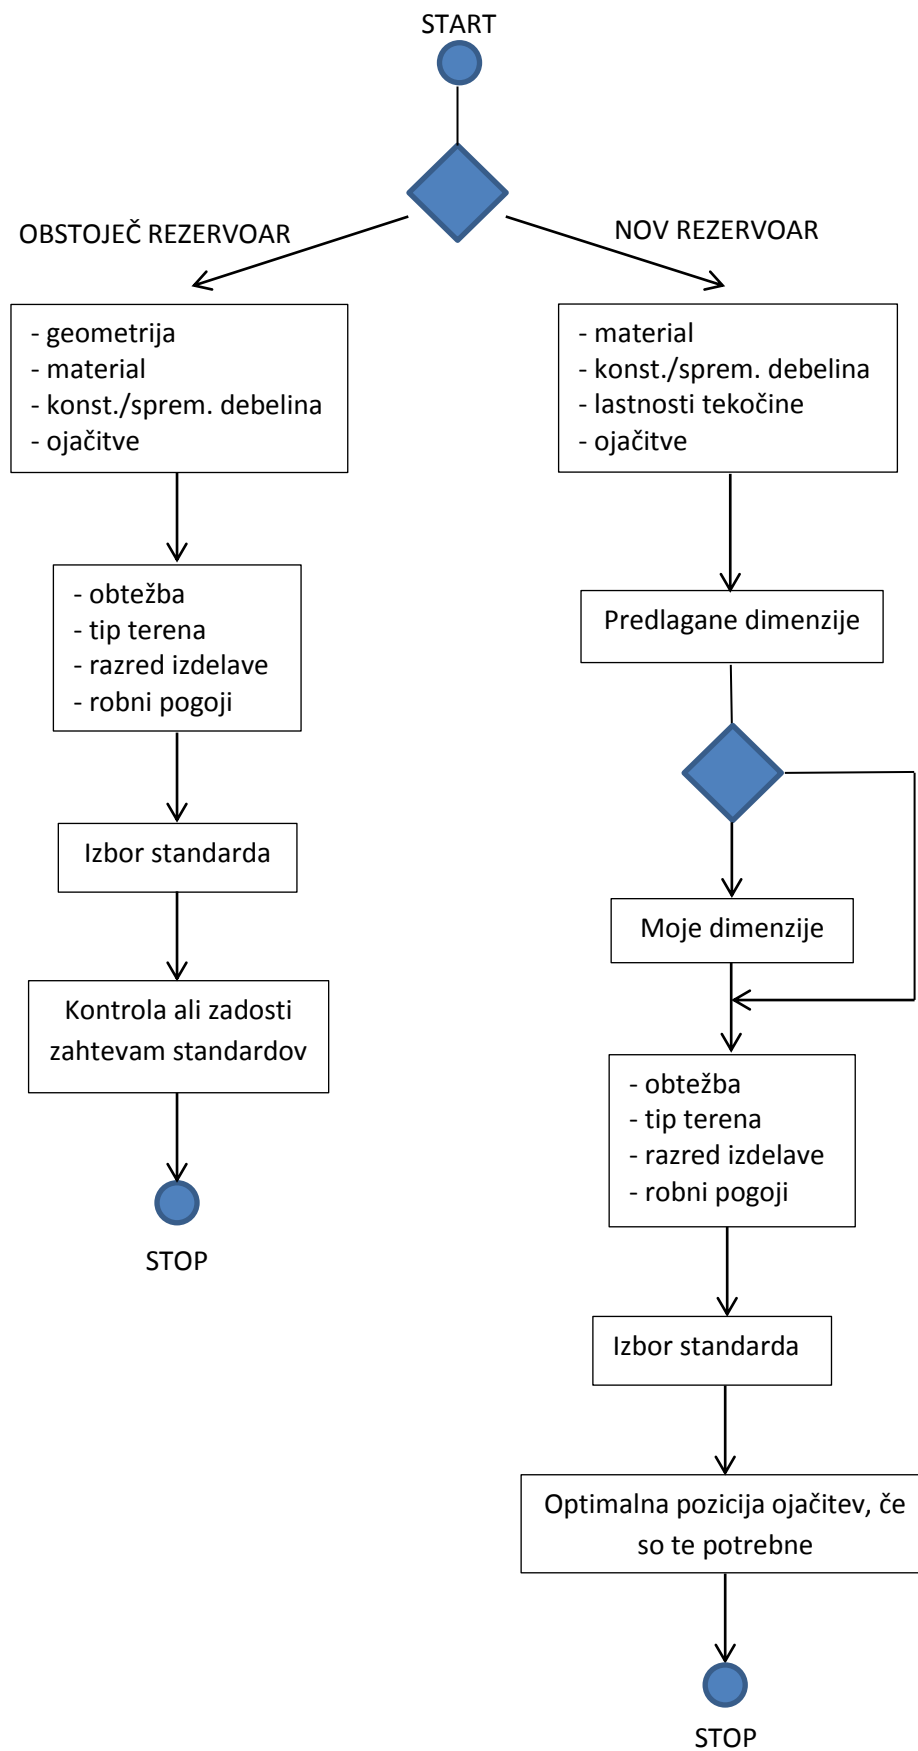 START
OBSTOJEČ REZERVOAR
- geometrija
- material
- konst./sprem. debelina
- ojačitve
- obtežba
- tip terena
- razred izdelave
- robni pogoji
Izbor standarda
Kontrola ali zadosti
zahtevam standardov
STOP
NOV REZERVOAR
- material
- konst./sprem. debelina
- lastnosti tekočine
- ojačitve
Predlagane dimenzije
Moje dimenzije
- obtežba
- tip terena
- razred izdelave
- robni pogoji
Izbor standarda
Optimalna pozicija ojačitev, če
so te potrebne
STOP